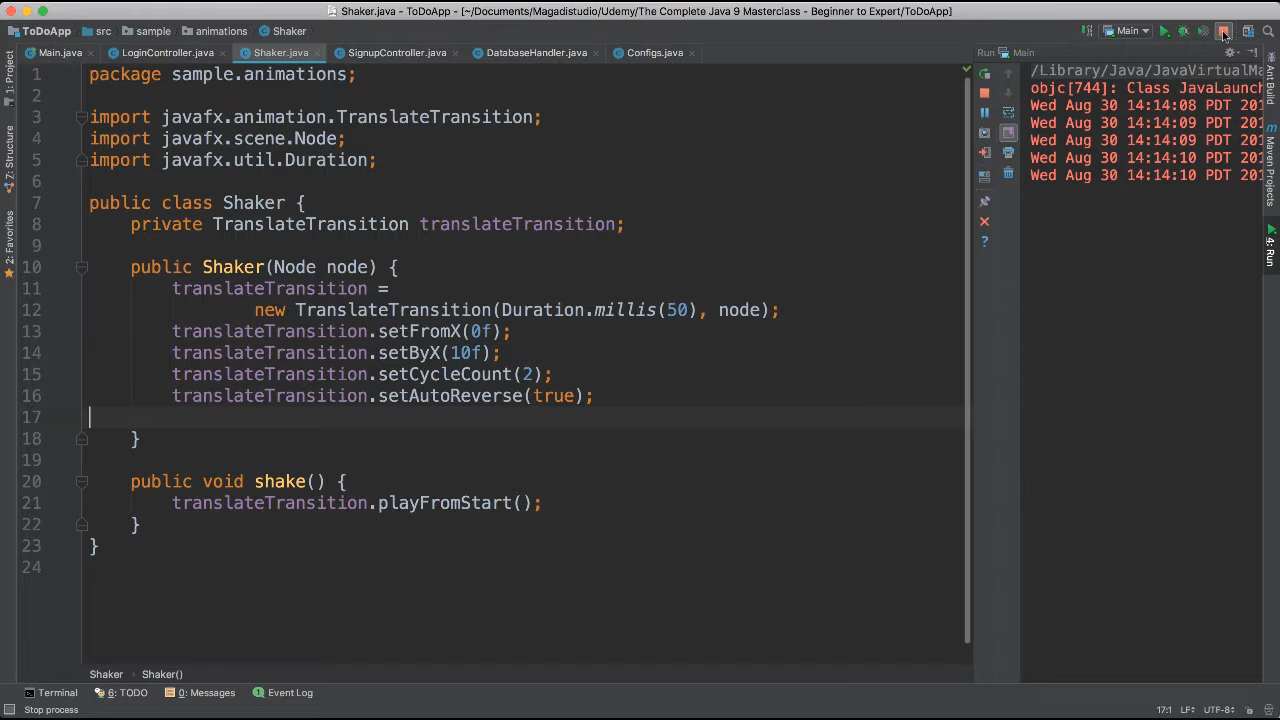 Shaker.java - ToDoApp - [~/Documents/Magadistudio/Udemy/The Complete Java 9 Masterclass - Beginner to Expert/ToDoApp]
ToDoApp src sample animations Shaker Main
Main.java LoginController.java Shaker.java SignupController.java DatabaseHandler.java Configs.java
Run Main
1: Project
7: Structure
2: Favorites
1 package sample.animations;
2
3 import javafx.animation.TranslateTransition;
4 import javafx.scene.Node;
5 import javafx.util.Duration;
6
7 public class Shaker {
8 private TranslateTransition translateTransition;
9
10 public Shaker(Node node) {
11 translateTransition =
12 new TranslateTransition(Duration.millis(50), node);
13 translateTransition.setFromX(0f);
14 translateTransition.setByX(10f);
15 translateTransition.setCycleCount(2);
16 translateTransition.setAutoReverse(true);
17
18 }
19
20 public void shake() {
21 translateTransition.playFromStart();
22 }
23 }
24
/Library/Java/JavaVirtualMa
objc[744]: Class JavaLaunch
Wed Aug 30 14:14:08 PDT 201
Wed Aug 30 14:14:09 PDT 201
Wed Aug 30 14:14:09 PDT 201
Wed Aug 30 14:14:10 PDT 201
Wed Aug 30 14:14:10 PDT 201
Ant Build
Maven Projects
4: Run
Shaker Shaker()
Terminal 6: TODO 0: Messages 1 Event Log
Stop process 17:1 LF UTF-8